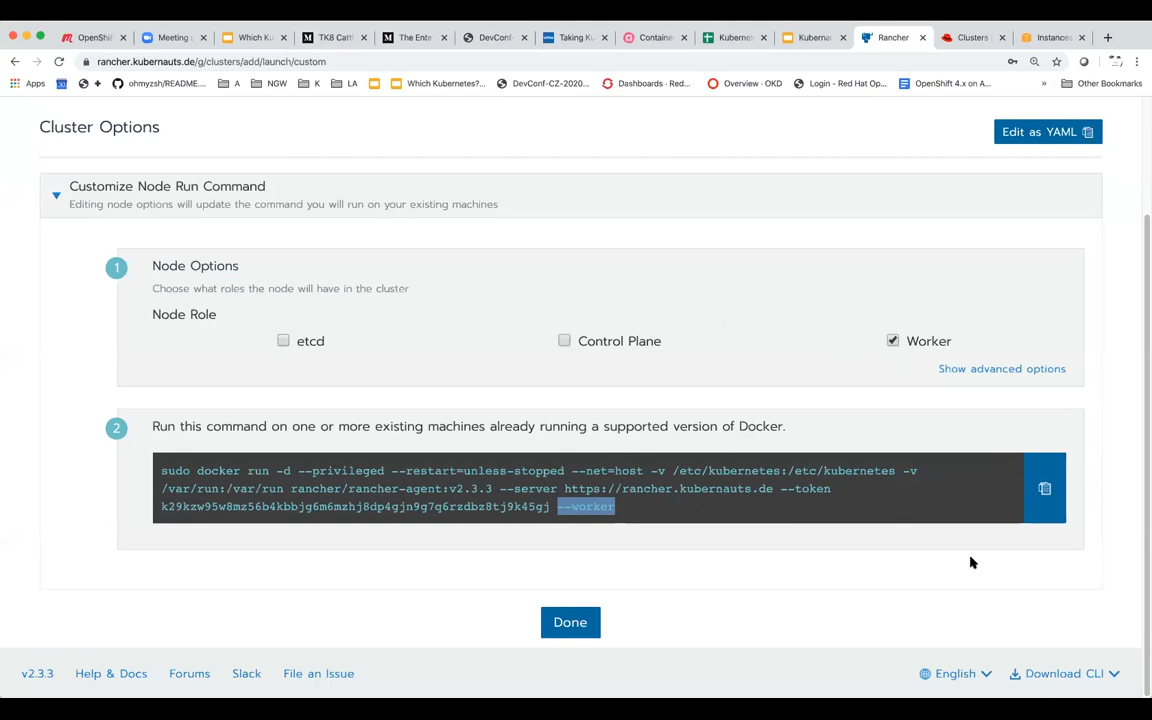 OpenShi
Meeting
Which Ku
TK8 Catt
The Ente
DevConf-
Taking Ku
Containe
Kubernet
Kubernau
Rancher
Clusters
Instances
rancher.kubernauts.de/g/clusters/add/launch/custom
Apps
ohmyzsh/README....
A
NGW
K
LA
Which Kubernetes?...
DevConf-CZ-2020...
Dashboards - Red...
Overview · OKD
Login - Red Hat Op...
OpenShift 4.x on A...
»
Other Bookmarks
Cluster Options
Edit as YAML
Customize Node Run Command
Editing node options will update the command you will run on your existing machines
1
Node Options
Choose what roles the node will have in the cluster
Node Role
etcd
Control Plane
Worker
Show advanced options
2
Run this command on one or more existing machines already running a supported version of Docker.
sudo docker run -d --privileged --restart=unless-stopped --net=host -v /etc/kubernetes:/etc/kubernetes -v
/var/run:/var/run rancher/rancher-agent:v2.3.3 --server https://rancher.kubernauts.de --token
k29kzw95w8mz56b4kbbjg6m6mzhj8dp4gjn9g7q6rzdbz8tj9k45gj --worker
Done
v2.3.3
Help & Docs
Forums
Slack
File an Issue
English
Download CLI